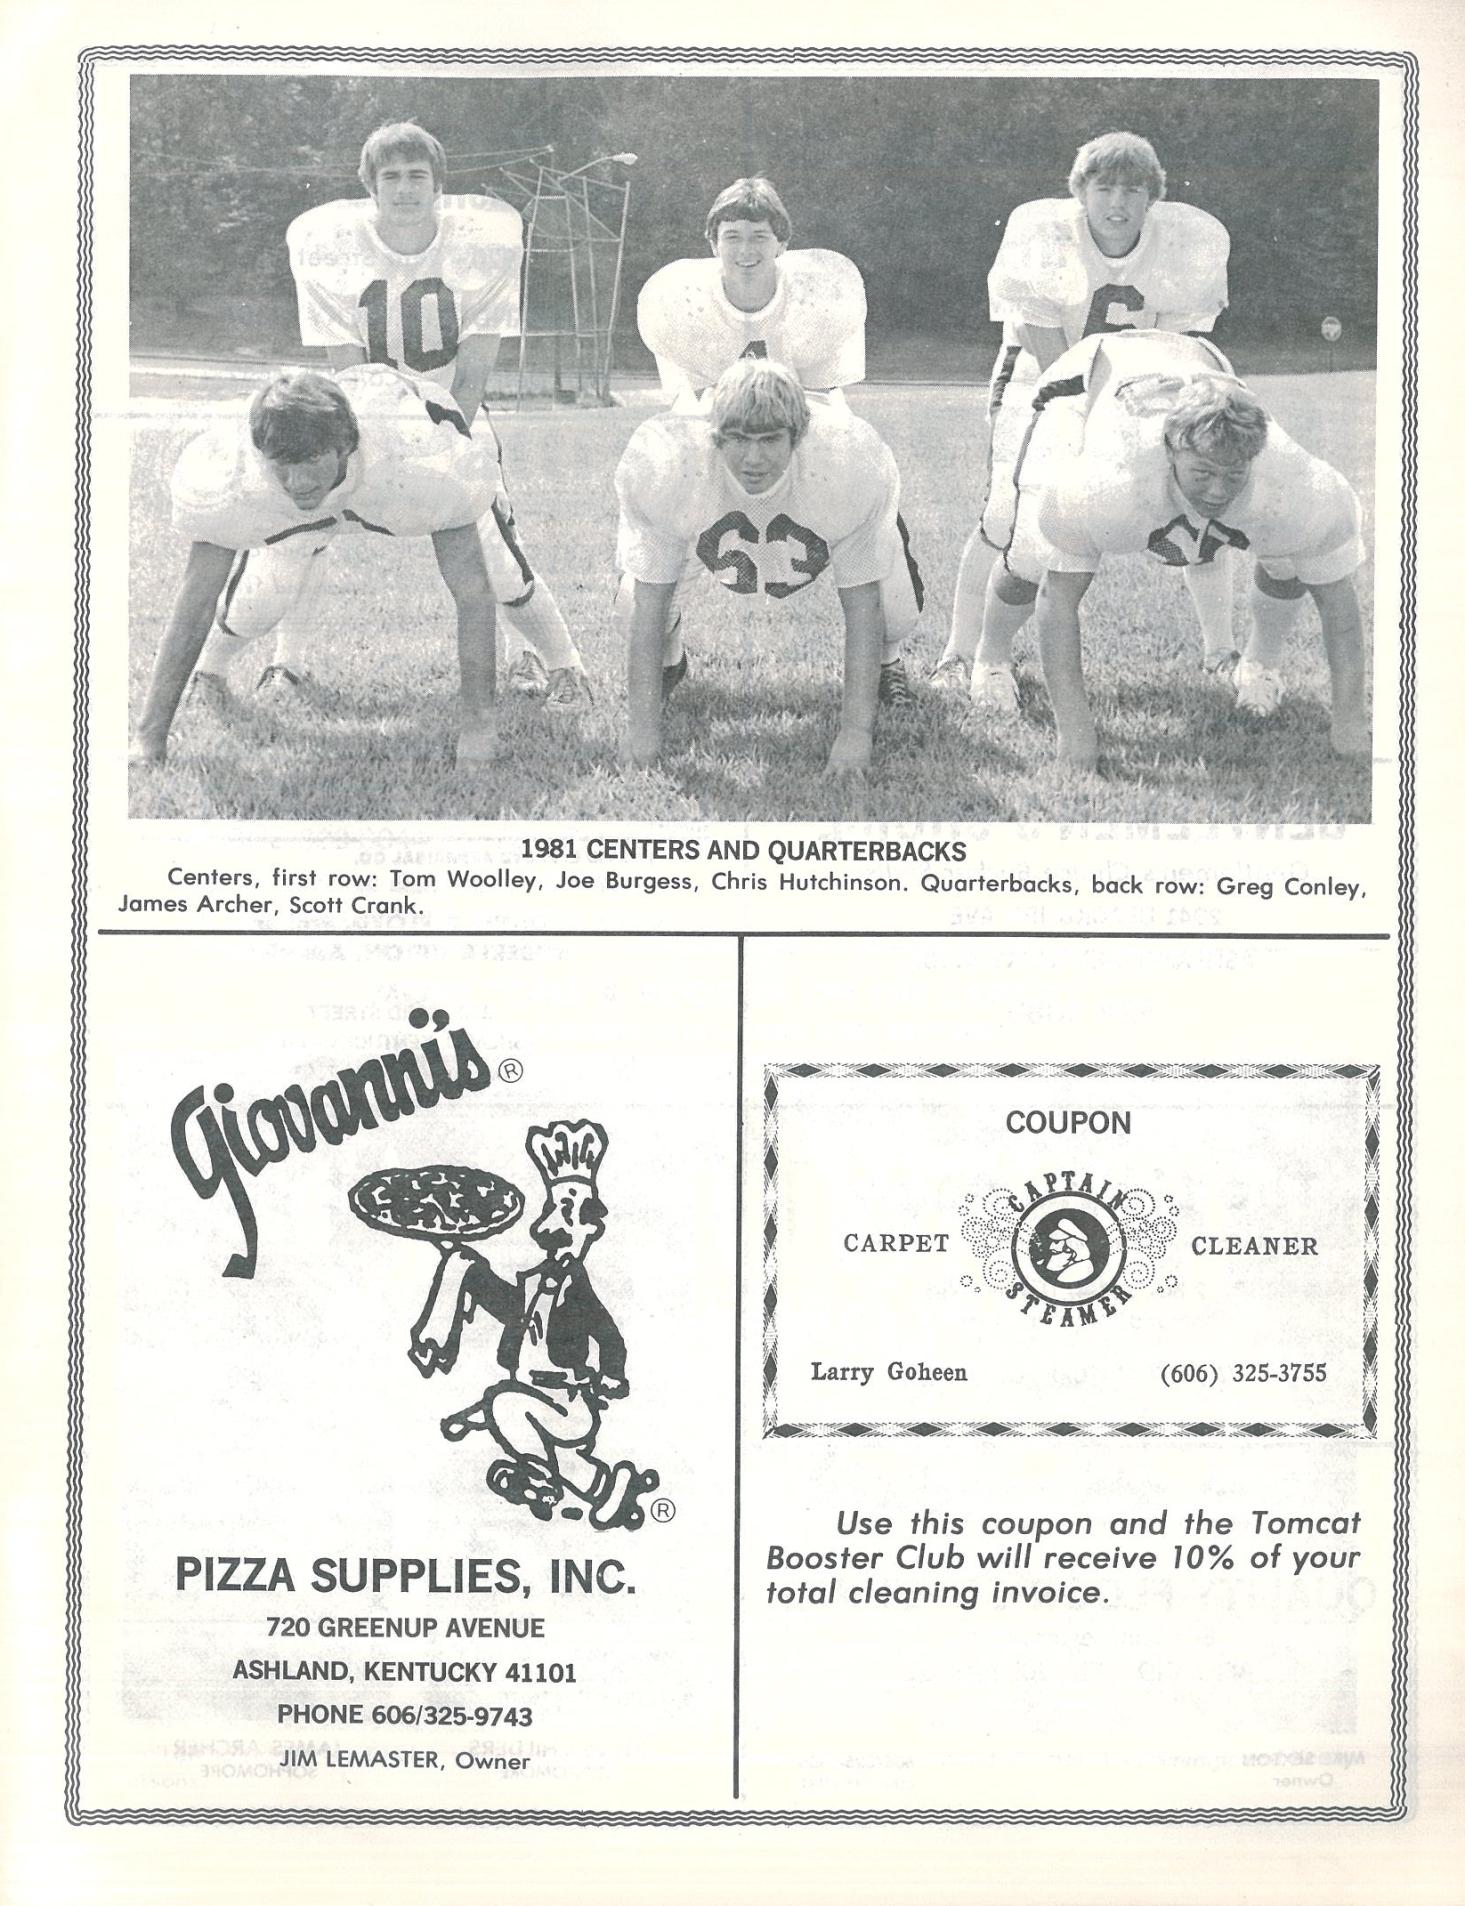 10
4
6
63
1981 CENTERS AND QUARTERBACKS
Centers, first row: Tom Woolley, Joe Burgess, Chris Hutchinson. Quarterbacks, back row: Greg Conley,
James Archer, Scott Crank.
Giovanni's ®
®
PIZZA SUPPLIES, INC.
720 GREENUP AVENUE
ASHLAND, KENTUCKY 41101
PHONE 606/325-9743
JIM LEMASTER, Owner
COUPON
CAPTAIN
CARPET CLEANER
STEAMER
Larry Goheen (606) 325-3755
Use this coupon and the Tomcat
Booster Club will receive 10% of your
total cleaning invoice.